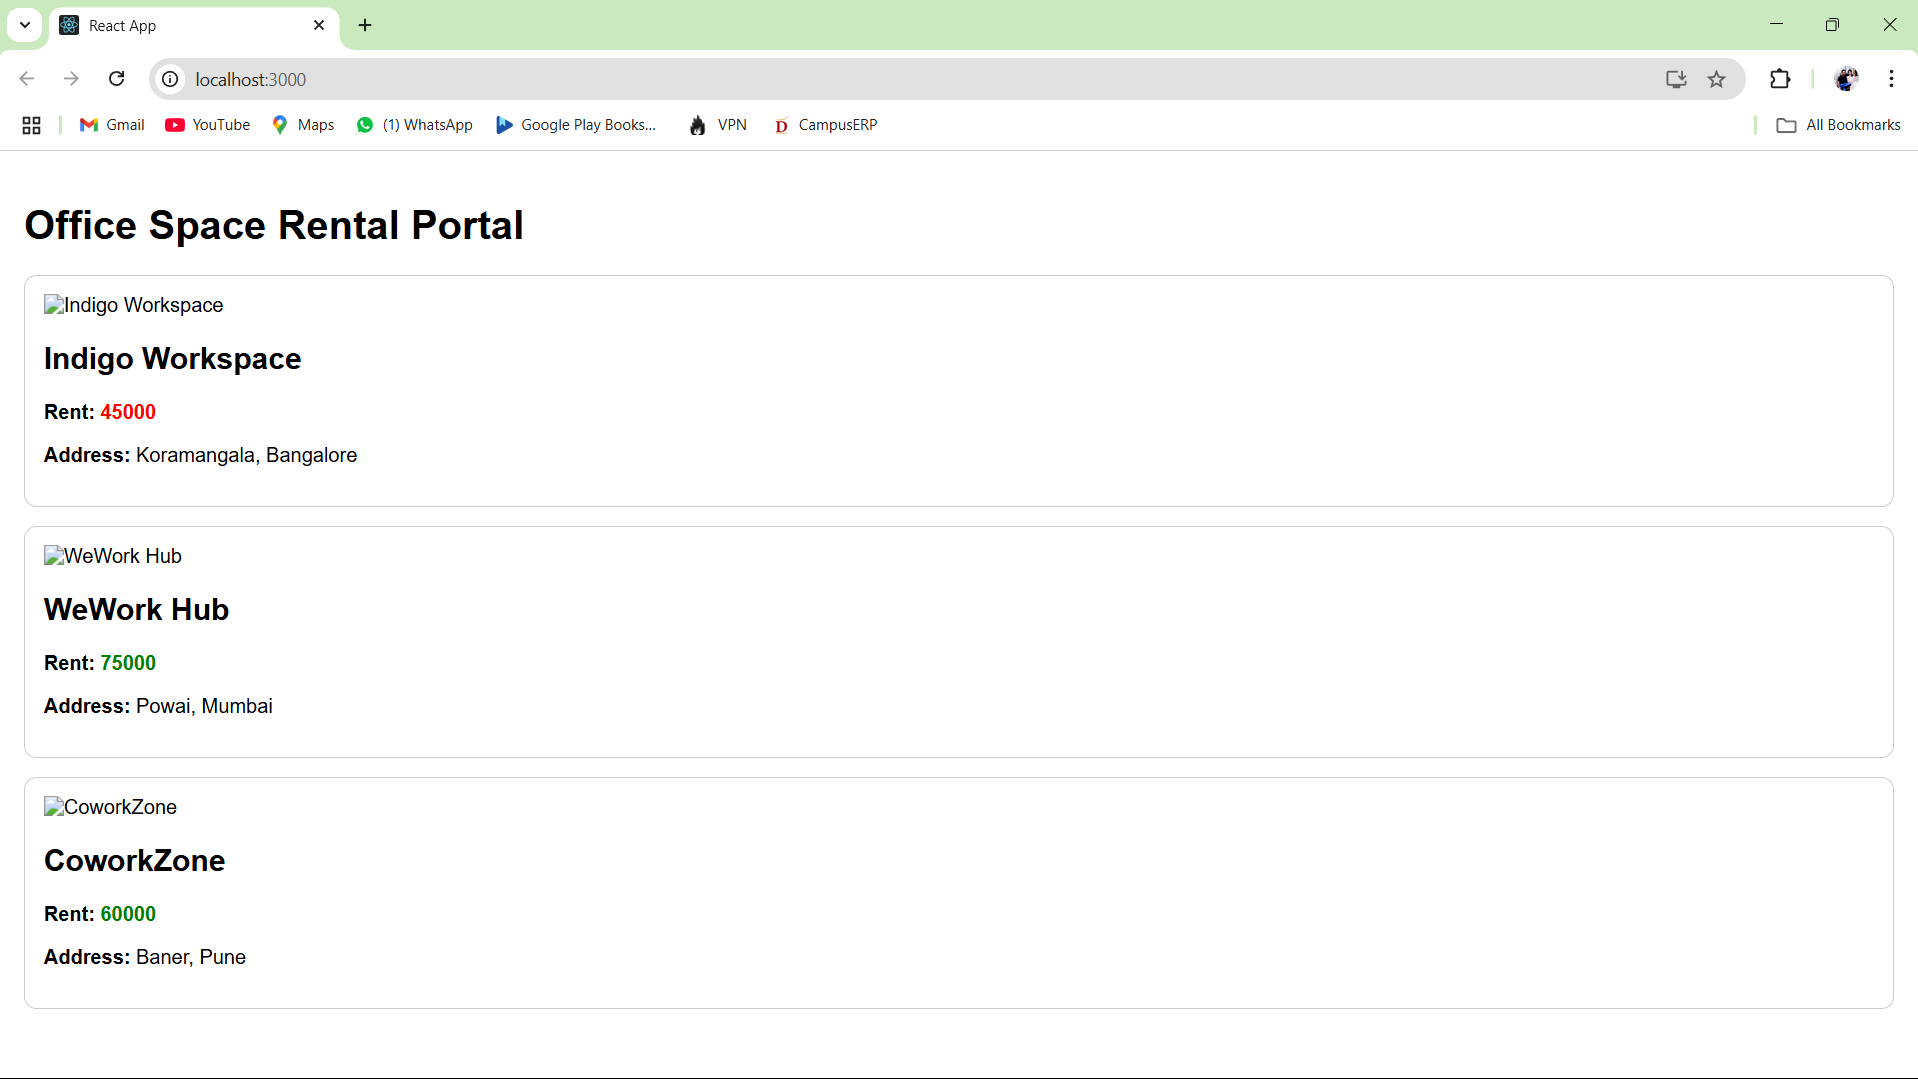 React App
localhost:3000
Gmail YouTube Maps (1) WhatsApp Google Play Books... VPN CampusERP All Bookmarks
Office Space Rental Portal
Indigo Workspace
Indigo Workspace
Rent: 45000
Address: Koramangala, Bangalore
WeWork Hub
WeWork Hub
Rent: 75000
Address: Powai, Mumbai
CoworkZone
CoworkZone
Rent: 60000
Address: Baner, Pune